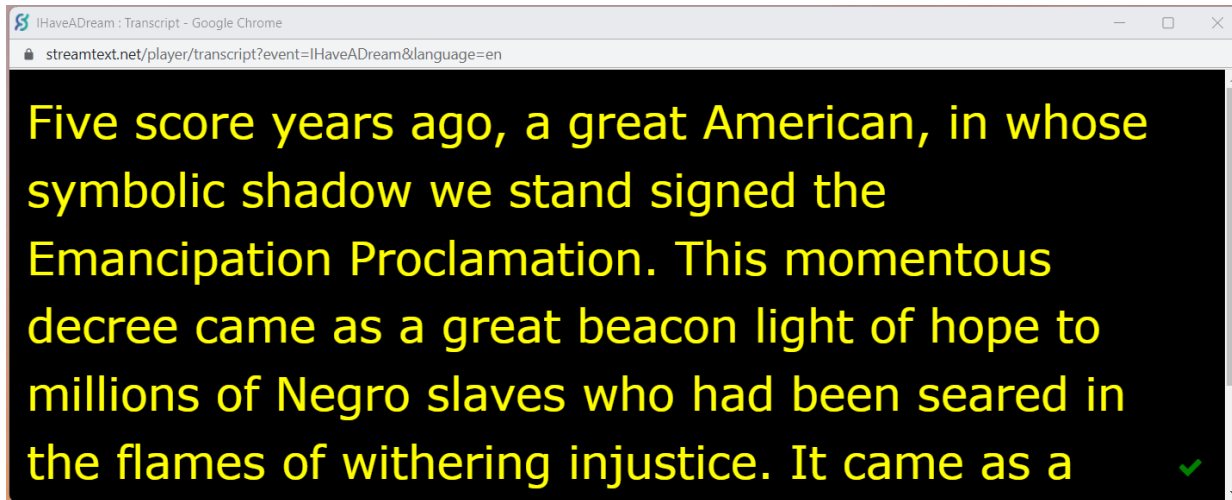 IHaveADream : Transcript - Google Chrome
streamtext.net/player/transcript?event=IHaveADream&language=en
Five score years ago, a great American, in whose
symbolic shadow we stand signed the
Emancipation Proclamation. This momentous
decree came as a great beacon light of hope to
millions of Negro slaves who had been seared in
the flames of withering injustice. It came as a